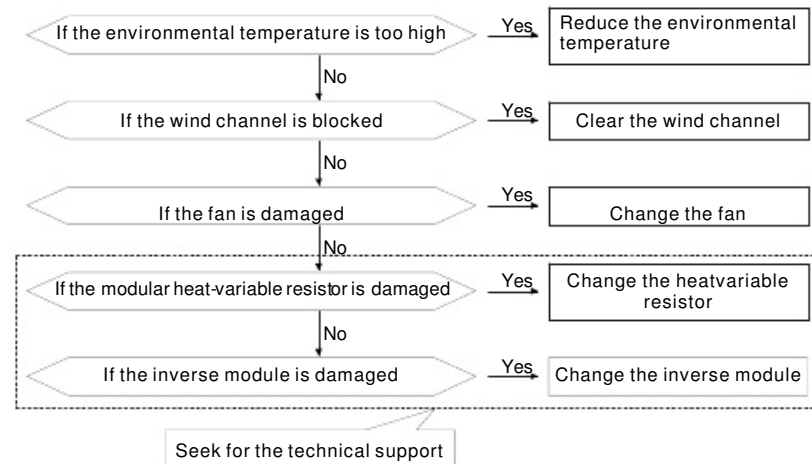 If the environmental temperature is too high
Yes
Reduce the environmental
temperature
No
If the wind channel is blocked
Yes
Clear the wind channel
No
If the fan is damaged
Yes
Change the fan
No
If the modular heat-variable resistor is damaged
Yes
Change the heatvariable
resistor
No
If the inverse module is damaged
Yes
Change the inverse module
Seek for the technical support